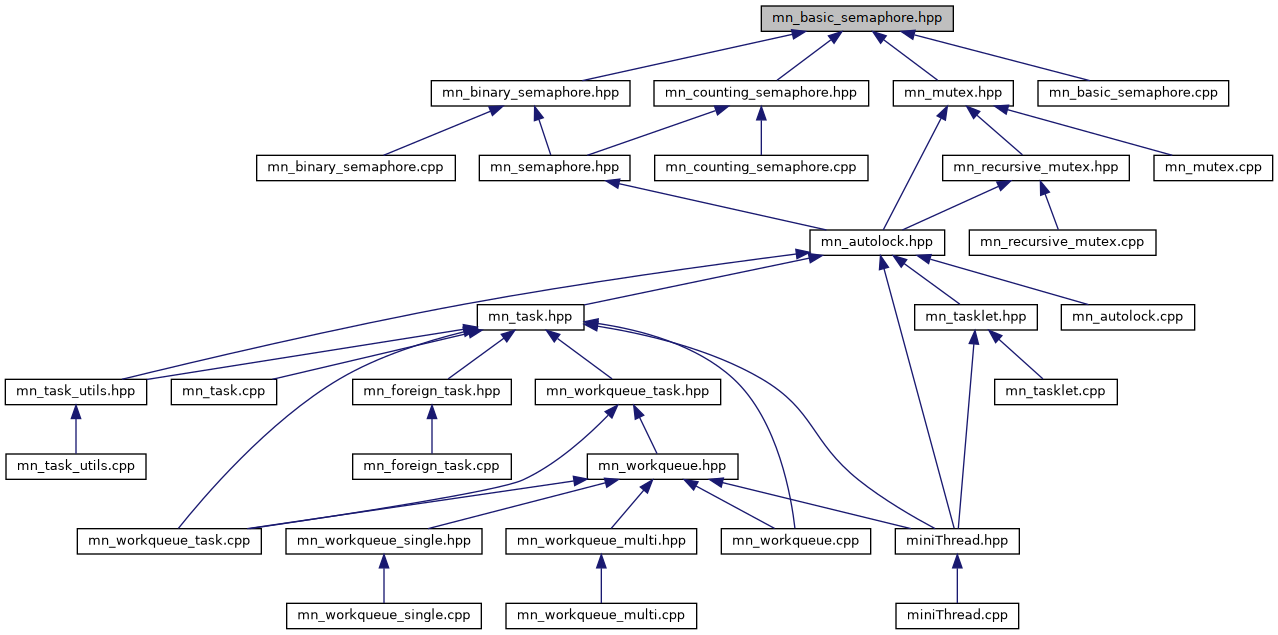 mn_basic_semaphore.hpp
mn_binary_semaphore.hpp
mn_counting_semaphore.hpp
mn_mutex.hpp
mn_basic_semaphore.cpp
mn_binary_semaphore.cpp
mn_semaphore.hpp
mn_counting_semaphore.cpp
mn_recursive_mutex.hpp
mn_mutex.cpp
mn_autolock.hpp
mn_recursive_mutex.cpp
mn_task.hpp
mn_tasklet.hpp
mn_autolock.cpp
mn_task_utils.hpp
mn_task.cpp
mn_foreign_task.hpp
mn_workqueue_task.hpp
mn_tasklet.cpp
mn_task_utils.cpp
mn_foreign_task.cpp
mn_workqueue.hpp
mn_workqueue_task.cpp
mn_workqueue_single.hpp
mn_workqueue_multi.hpp
mn_workqueue.cpp
miniThread.hpp
mn_workqueue_single.cpp
mn_workqueue_multi.cpp
miniThread.cpp